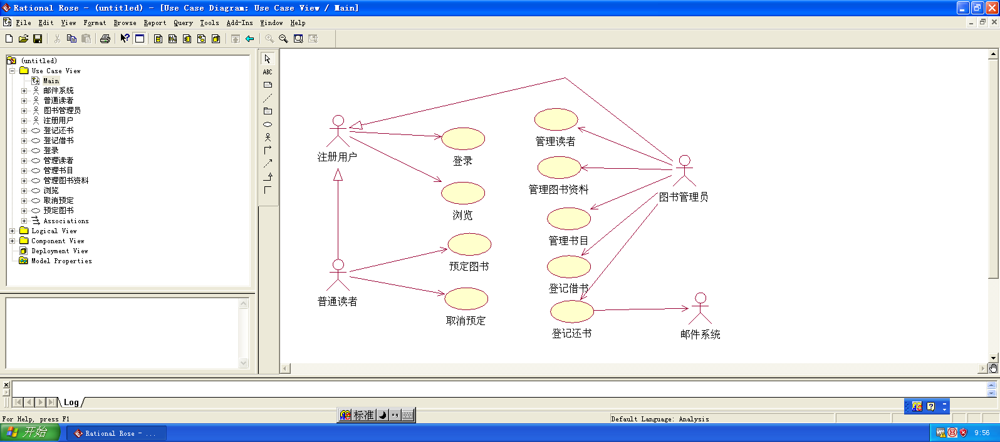 Rational Rose - (untitled) - [Use Case Diagram: Use Case View / Main]
File Edit View Format Browse Report Query Tools Add-Ins Window Help
(untitled)
Use Case View
Main
邮件系统
普通读者
图书管理员
注册用户
登记还书
登记借书
登录
管理读者
管理书目
管理图书资料
浏览
取消预定
预定图书
Associations
Logical View
Component View
Deployment View
Model Properties
ABC
注册用户
登录
浏览
预定图书
取消预定
普通读者
管理读者
管理图书资料
管理书目
登记借书
登记还书
图书管理员
邮件系统
Log
For Help, press F1
标准
Default Language: Analysis
开始
Rational Rose - ...
9:56